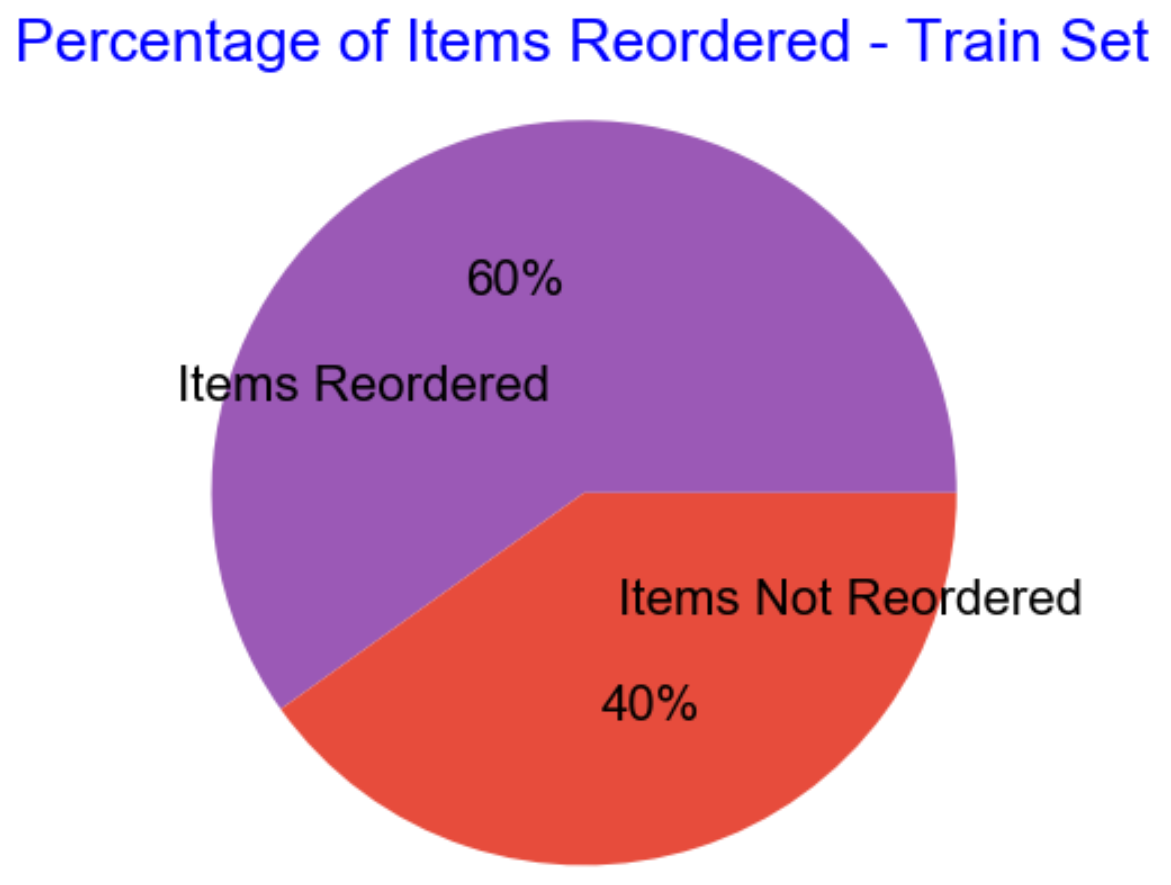 Percentage of Items Reordered - Train Set
60%
Items Reordered
Items Not Reordered
40%